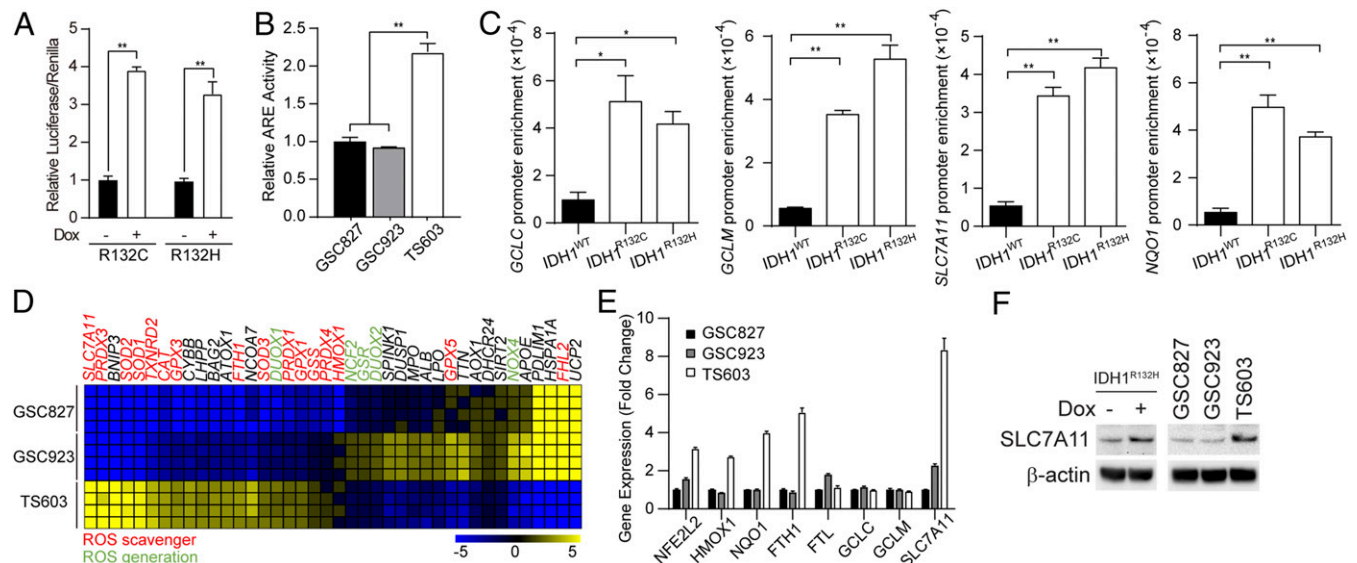 A
Relative Luciferase/Renilla
5
4
3
2
1
0
**
**
Dox - + - +
R132C R132H
B
Relative ARE Activity
2.5
2.0
1.5
1.0
0.5
0.0
**
GSC827
GSC923
TS603
C
GCLC promoter enrichment (×10-4)
8
6
4
2
0
*
*
IDH1WT
IDH1R132C
IDH1R132H
GCLM promoter enrichment (×10-4)
6
4
2
0
**
**
IDH1WT
IDH1R132C
IDH1R132H
SLC7A11 promoter enrichment (×10-4)
5
4
3
2
1
0
**
**
IDH1WT
IDH1R132C
IDH1R132H
NQO1 promoter enrichment (×10-4)
8
6
4
2
0
**
**
IDH1WT
IDH1R132C
IDH1R132H
D
SLC7A11
PRDX3
BNIP3
SOD2
SOD1
TXNRD2
CAT
GPX3
CYBB
LHPP
BAG2
ATOX1
FTH1
NCOA7
SOD3
DUOX1
PRDX1
GPX1
GSS
PRDX4
HMOX1
NCF2
GSR
DUOX2
SPINK1
DUSP1
MPO
ALB
LPO
GPX5
TTN
AOX1
DHCR24
SIRT2
NOX4
APOE
PDLIM1
HSPA1A
FHL2
UCP2
GSC827
GSC923
TS603
ROS scavenger
ROS generation
-5 0 5
E
Gene Expression (Fold Change)
10
8
6
4
2
0
GSC827
GSC923
TS603
NFE2L2
HMOX1
NQO1
FTH1
FTL
GCLC
GCLM
SLC7A11
F
IDH1R132H
Dox - +
GSC827
GSC923
TS603
SLC7A11
β-actin